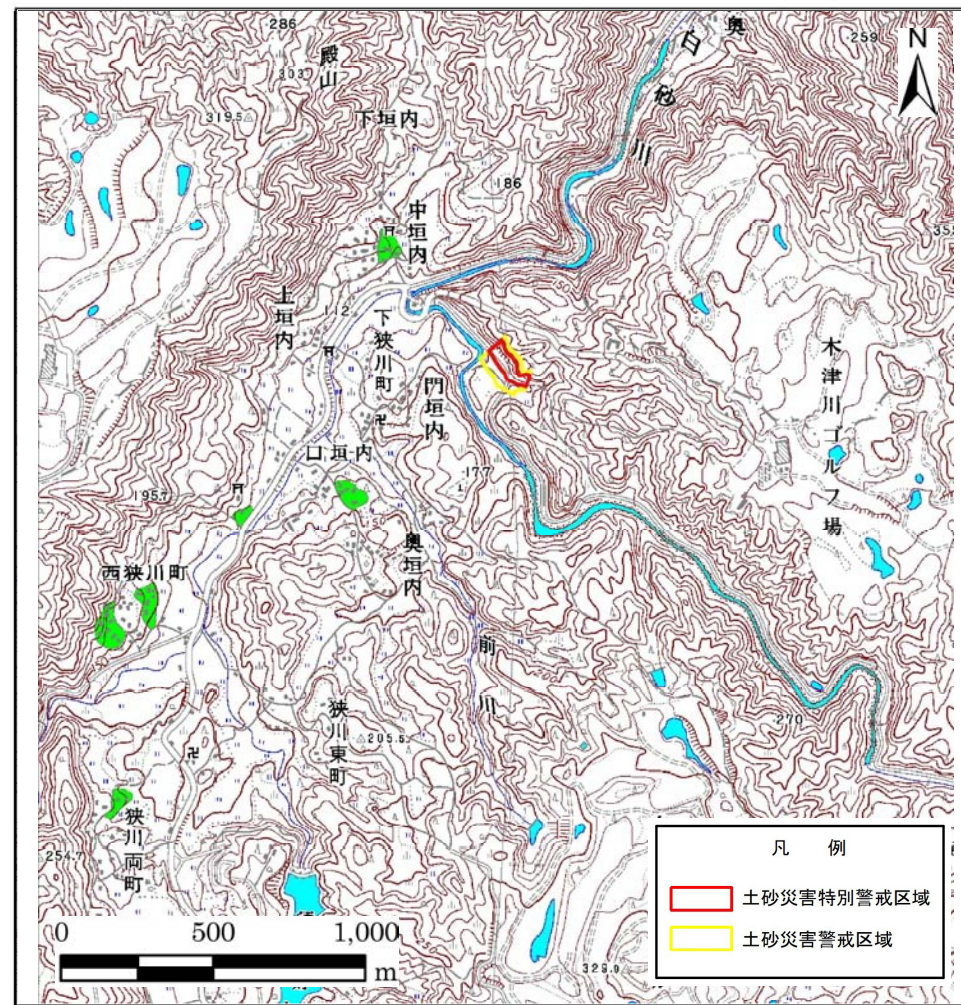 286
殿山
303
319.5
下垣内
白砂川
奥
259
N
186
中垣内
355
上垣内
112
下狭川町
門垣内
口垣内
177
木津川ゴルフ場
195.7
150
奥垣内
西狭川町
前川
270
狭川東町
205.5
狭川両町
254.7
329.0
0 500 1,000
m
凡 例
土砂災害特別警戒区域
土砂災害警戒区域